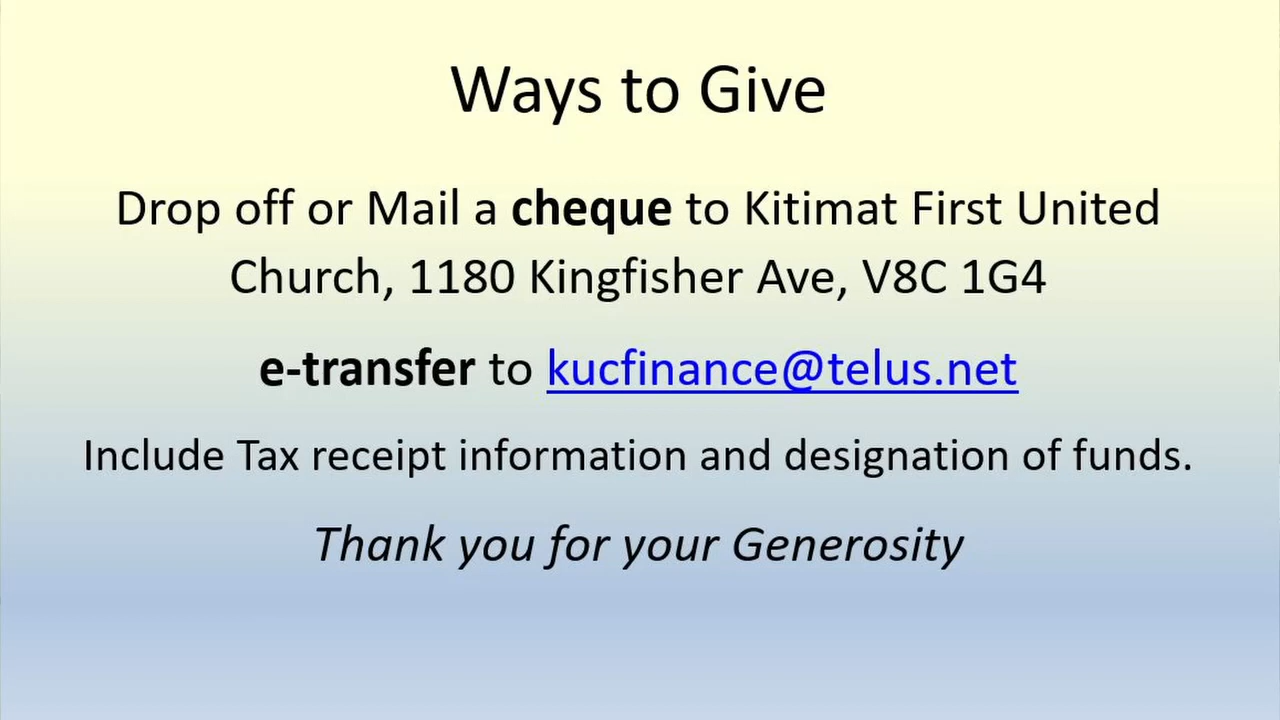 Ways to Give
Drop off or Mail a cheque to Kitimat First United
Church, 1180 Kingfisher Ave, V8C 1G4
e-transfer to kucfinance@telus.net
Include Tax receipt information and designation of funds.
Thank you for your Generosity